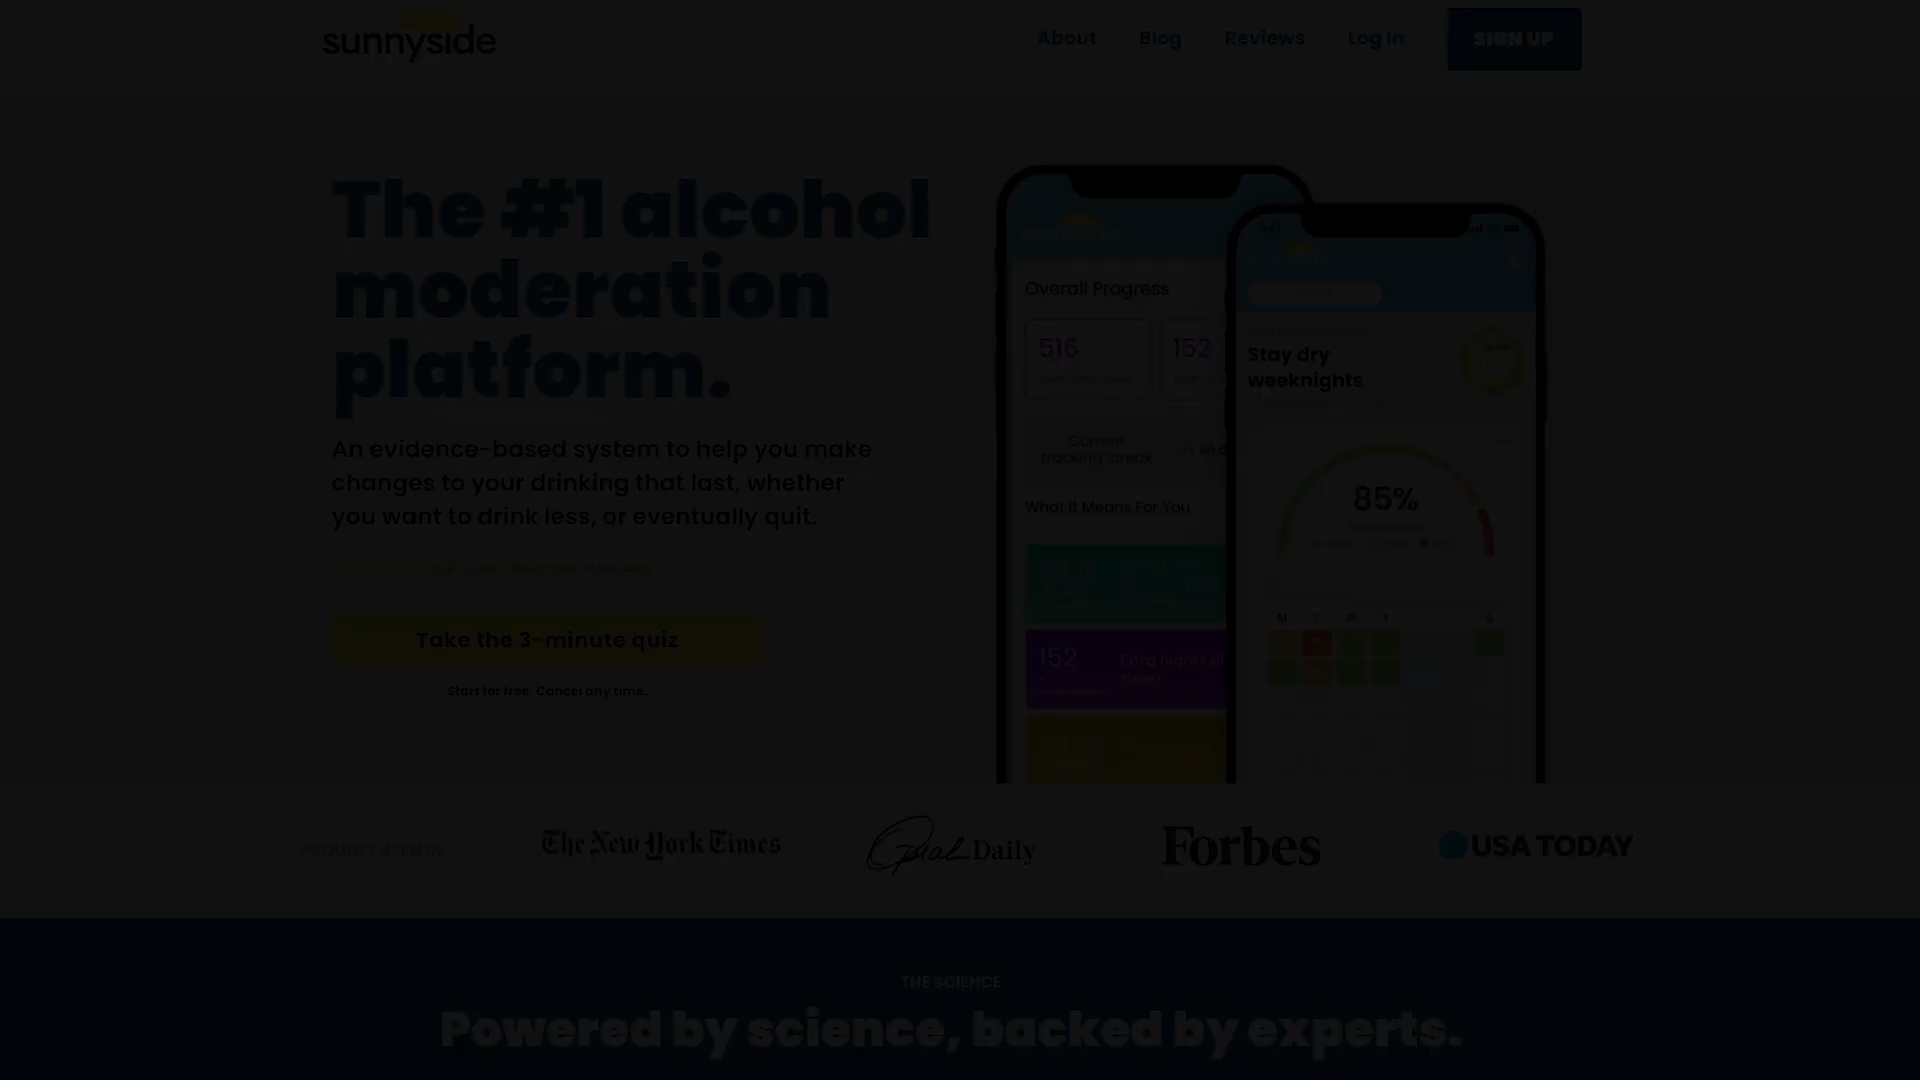 sunnyside
About Blog Reviews Log In SIGN UP
The #1 alcohol
moderation
platform.
An evidence-based system to help you make
changes to your drinking that last, whether
you want to drink less, or eventually quit.
Take the 3-minute quiz
Start for free. Cancel any time.
Overall Progress
516
152
Current
tracking streak
What It Means For You
152
Stay dry
weeknights
85%
M T W T S
The New York Times
Oprah Daily
Forbes
USA TODAY
THE SCIENCE
Powered by science, backed by experts.